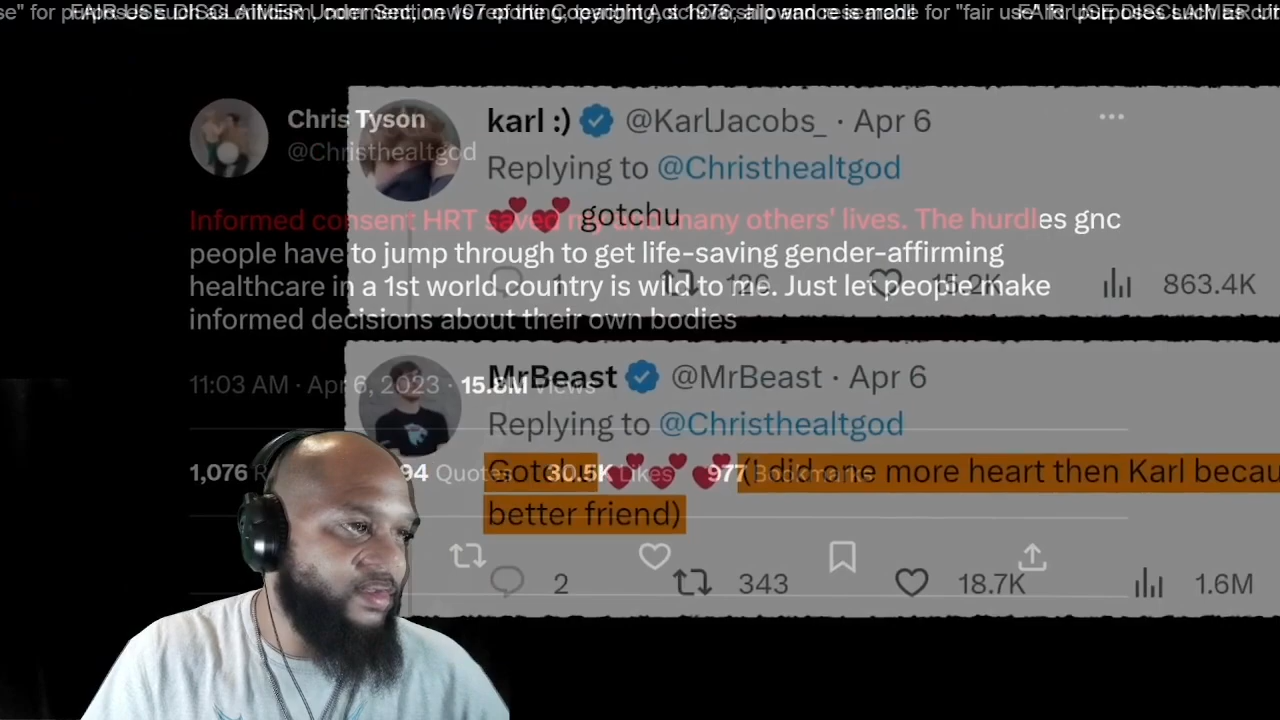 Chris Tyson
@Christhealtgod
Informed consent HRT saved my and many others' lives. The hurdles gnc
people have to jump through to get life-saving gender-affirming
healthcare in a 1st world country is wild to me. Just let people make
informed decisions about their own bodies
11:03 AM · Apr 6, 2023 · 15.8M Views
1,076
94 Quotes
30.5K Likes
977 Bookmarks
karl :) @KarlJacobs_ · Apr 6
Replying to @Christhealtgod
💕💕 gotchu
1 126 15.2K 863.4K
MrBeast @MrBeast · Apr 6
Replying to @Christhealtgod
Gotchu 💕💕💕 (I did one more heart then Karl becau
better friend)
2 343 18.7K 1.6M